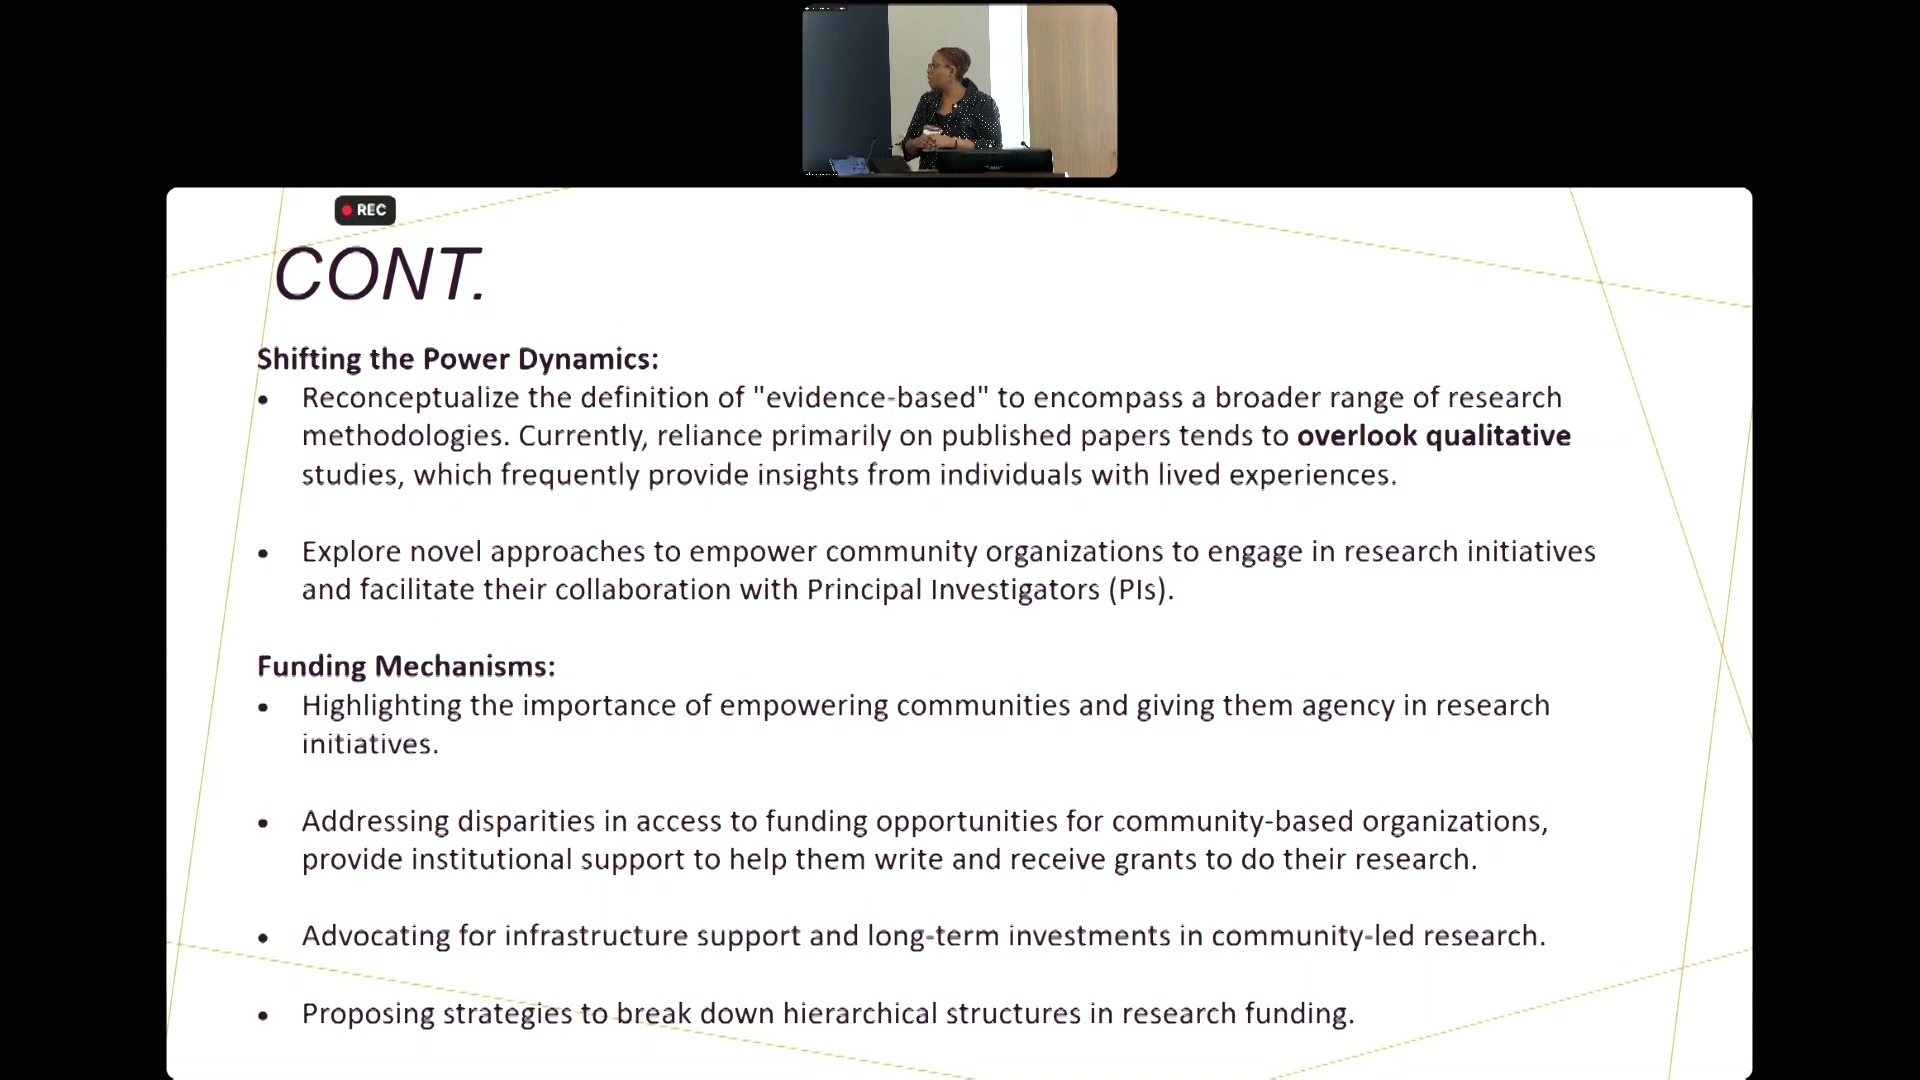 REC
CONT.
Shifting the Power Dynamics:
• Reconceptualize the definition of "evidence-based" to encompass a broader range of research
methodologies. Currently, reliance primarily on published papers tends to overlook qualitative
studies, which frequently provide insights from individuals with lived experiences.
• Explore novel approaches to empower community organizations to engage in research initiatives
and facilitate their collaboration with Principal Investigators (PIs).
Funding Mechanisms:
• Highlighting the importance of empowering communities and giving them agency in research
initiatives.
• Addressing disparities in access to funding opportunities for community-based organizations,
provide institutional support to help them write and receive grants to do their research.
• Advocating for infrastructure support and long-term investments in community-led research.
• Proposing strategies to break down hierarchical structures in research funding.